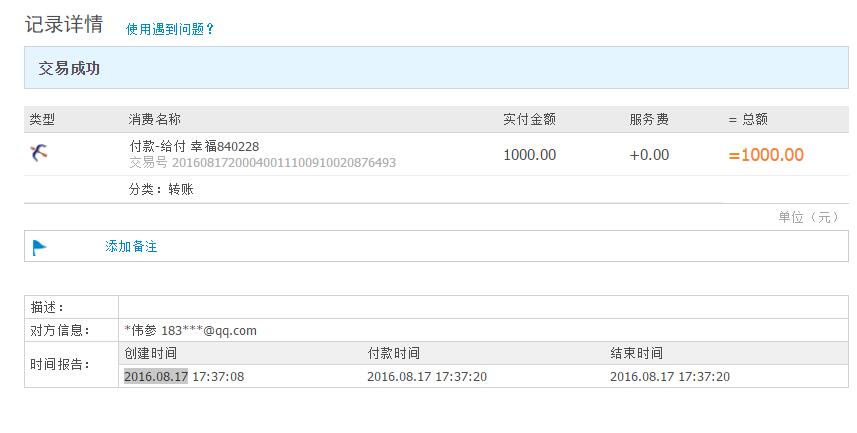 记录详情 使用遇到问题？
交易成功
类型 消费名称 实付金额 服务费 = 总额
付款-给付 幸福840228
交易号 20160817200040011100910020876493
1000.00 +0.00 =1000.00
分类：转账
单位（元）
添加备注
描述：
对方信息： *伟参 183***@qq.com
时间报告： 创建时间 付款时间 结束时间
2016.08.17 17:37:08 2016.08.17 17:37:20 2016.08.17 17:37:20